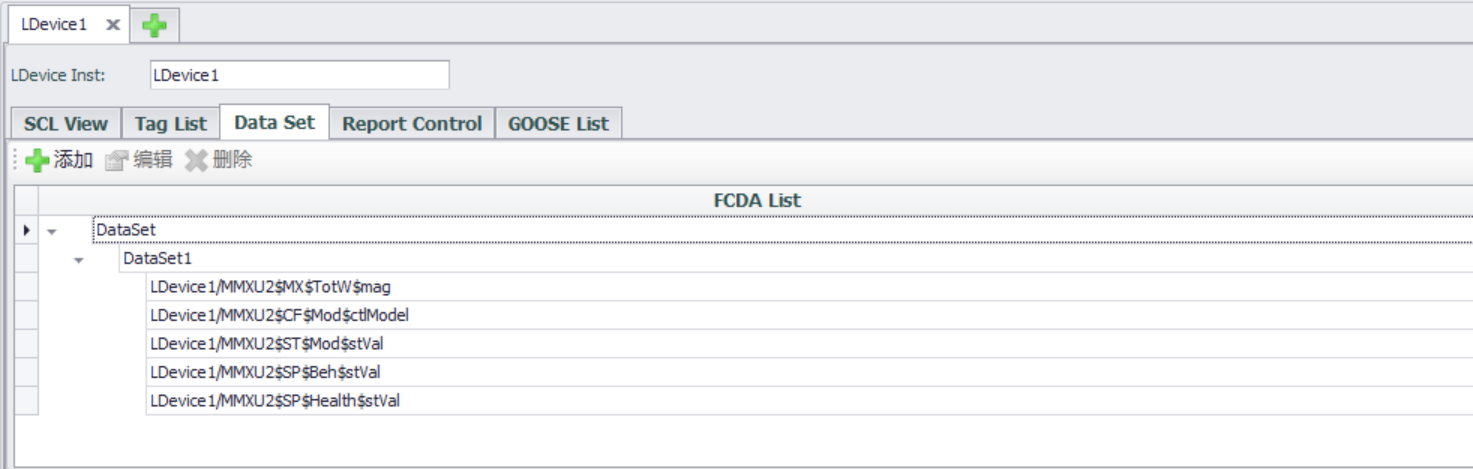 LDevice1
LDevice Inst: LDevice1
SCL View Tag List Data Set Report Control GOOSE List
添加 编辑 删除
FCDA List
DataSet
DataSet1
LDevice1/MMXU2$MX$TotW$mag
LDevice1/MMXU2$CF$Mod$ctlModel
LDevice1/MMXU2$ST$Mod$stVal
LDevice1/MMXU2$SP$Beh$stVal
LDevice1/MMXU2$SP$Health$stVal